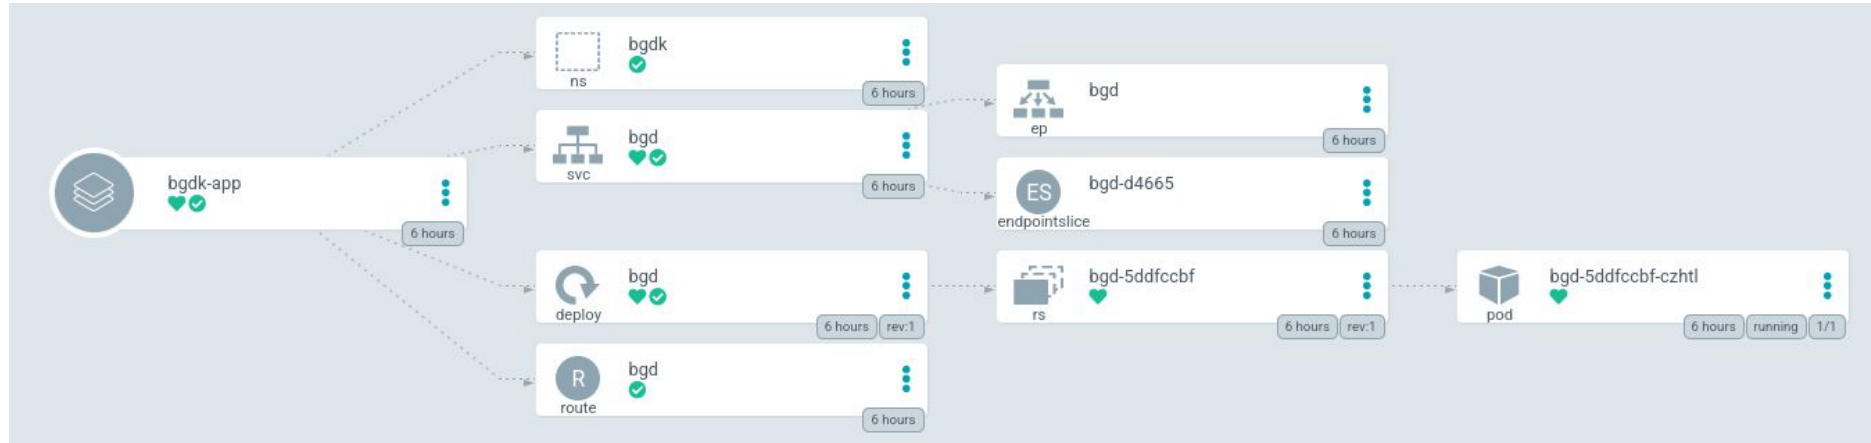 bgdk-app
6 hours
bgdk
ns
6 hours
bgd
svc
6 hours
bgd
deploy
6 hours
rev:1
R
bgd
route
6 hours
bgd
ep
6 hours
ES
bgd-d4665
endpointslice
6 hours
bgd-5ddfccbf
rs
6 hours
rev:1
bgd-5ddfccbf-czhtl
pod
6 hours
running
1/1